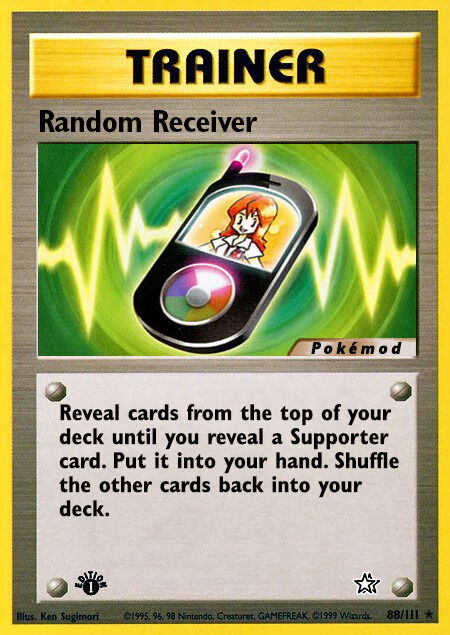 TRAINER
Random Receiver
Pokémod
Reveal cards from the top of your
deck until you reveal a Supporter
card. Put it into your hand. Shuffle
the other cards back into your
deck.
EDITION
1
Illus. Ken Sugimori ©1995, 96, 98 Nintendo, Creatures, GAMEFREAK. ©1999 Wizards. 88/111 ★